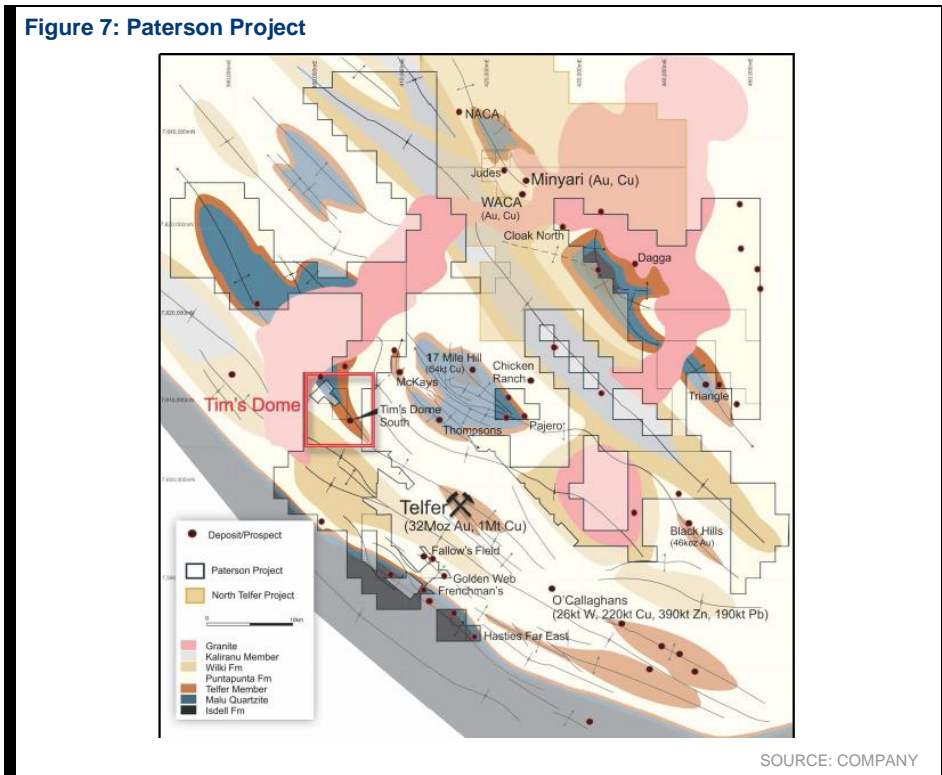 Figure 7: Paterson Project
NACA
7,640,000mN
Judes
Minyari (Au, Cu)
WACA
(Au, Cu)
Cloak North
Dagga
17 Mile Hill
(54kt Cu)
Chicken
Ranch
McKays
Triangle
Tim's Dome
Tim's Dome
South
Thompsons
Pajero
Telfer
(32Moz Au, 1Mt Cu)
Black Hills
(46koz Au)
Fallow's Field
Golden Web
Frenchman's
O'Callaghans
(26kt W, 220kt Cu, 390kt Zn, 190kt Pb)
Hasties Far East
Deposit/Prospect
Paterson Project
North Telfer Project
0 10km
Granite
Kaliranu Member
Wilki Fm
Puntapunta Fm
Telfer Member
Malu Quartzite
Isdell Fm
SOURCE: COMPANY